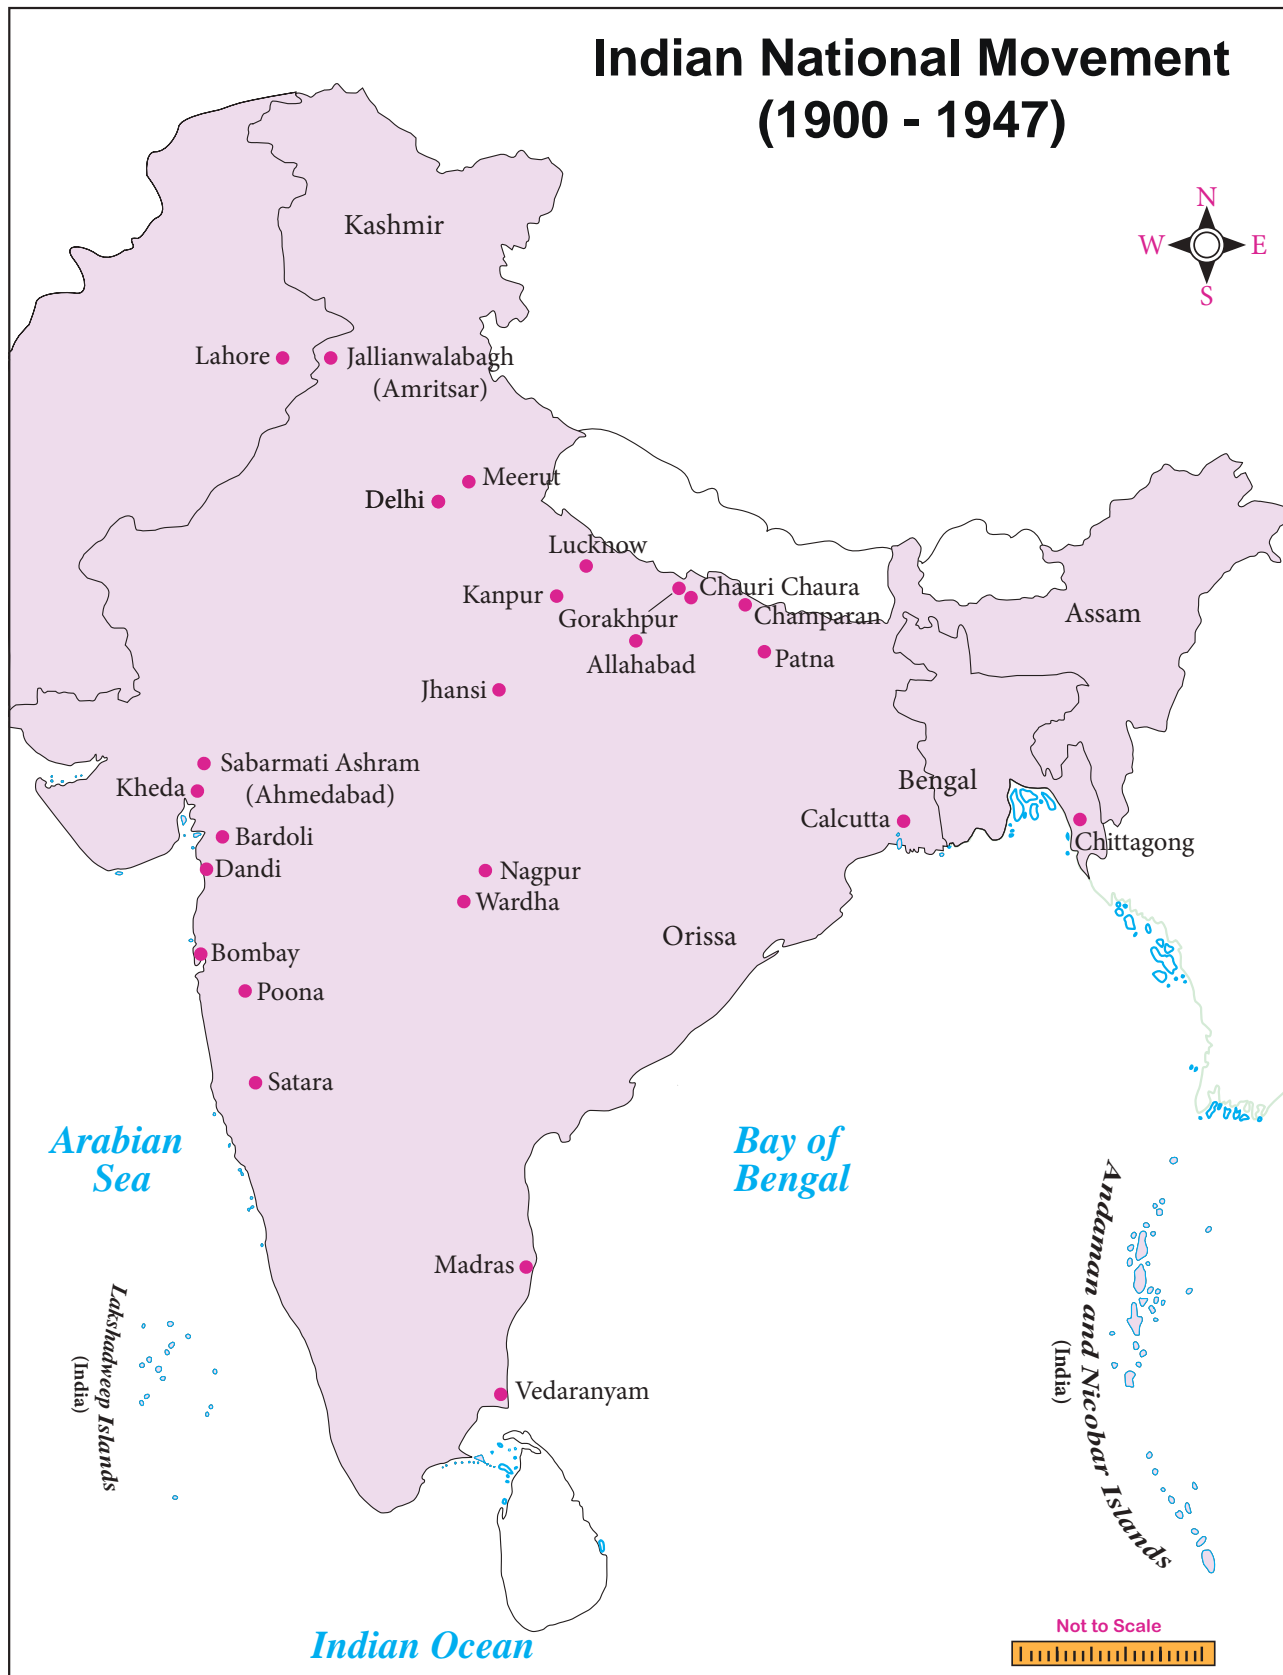 Indian National Movement
(1900 - 1947)
N
W E
S
Kashmir
Lahore
Jallianwalabagh
(Amritsar)
Meerut
Delhi
Lucknow
Kanpur
Chauri Chaura
Gorakhpur
Champaran
Allahabad
Patna
Assam
Jhansi
Sabarmati Ashram
(Ahmedabad)
Kheda
Bengal
Bardoli
Calcutta
Chittagong
Dandi
Nagpur
Wardha
Orissa
Bombay
Poona
Satara
Arabian
Sea
Bay of
Bengal
Madras
Lakshadweep Islands
(India)
Andaman and Nicobar Islands
(India)
Vedaranyam
Indian Ocean
Not to Scale